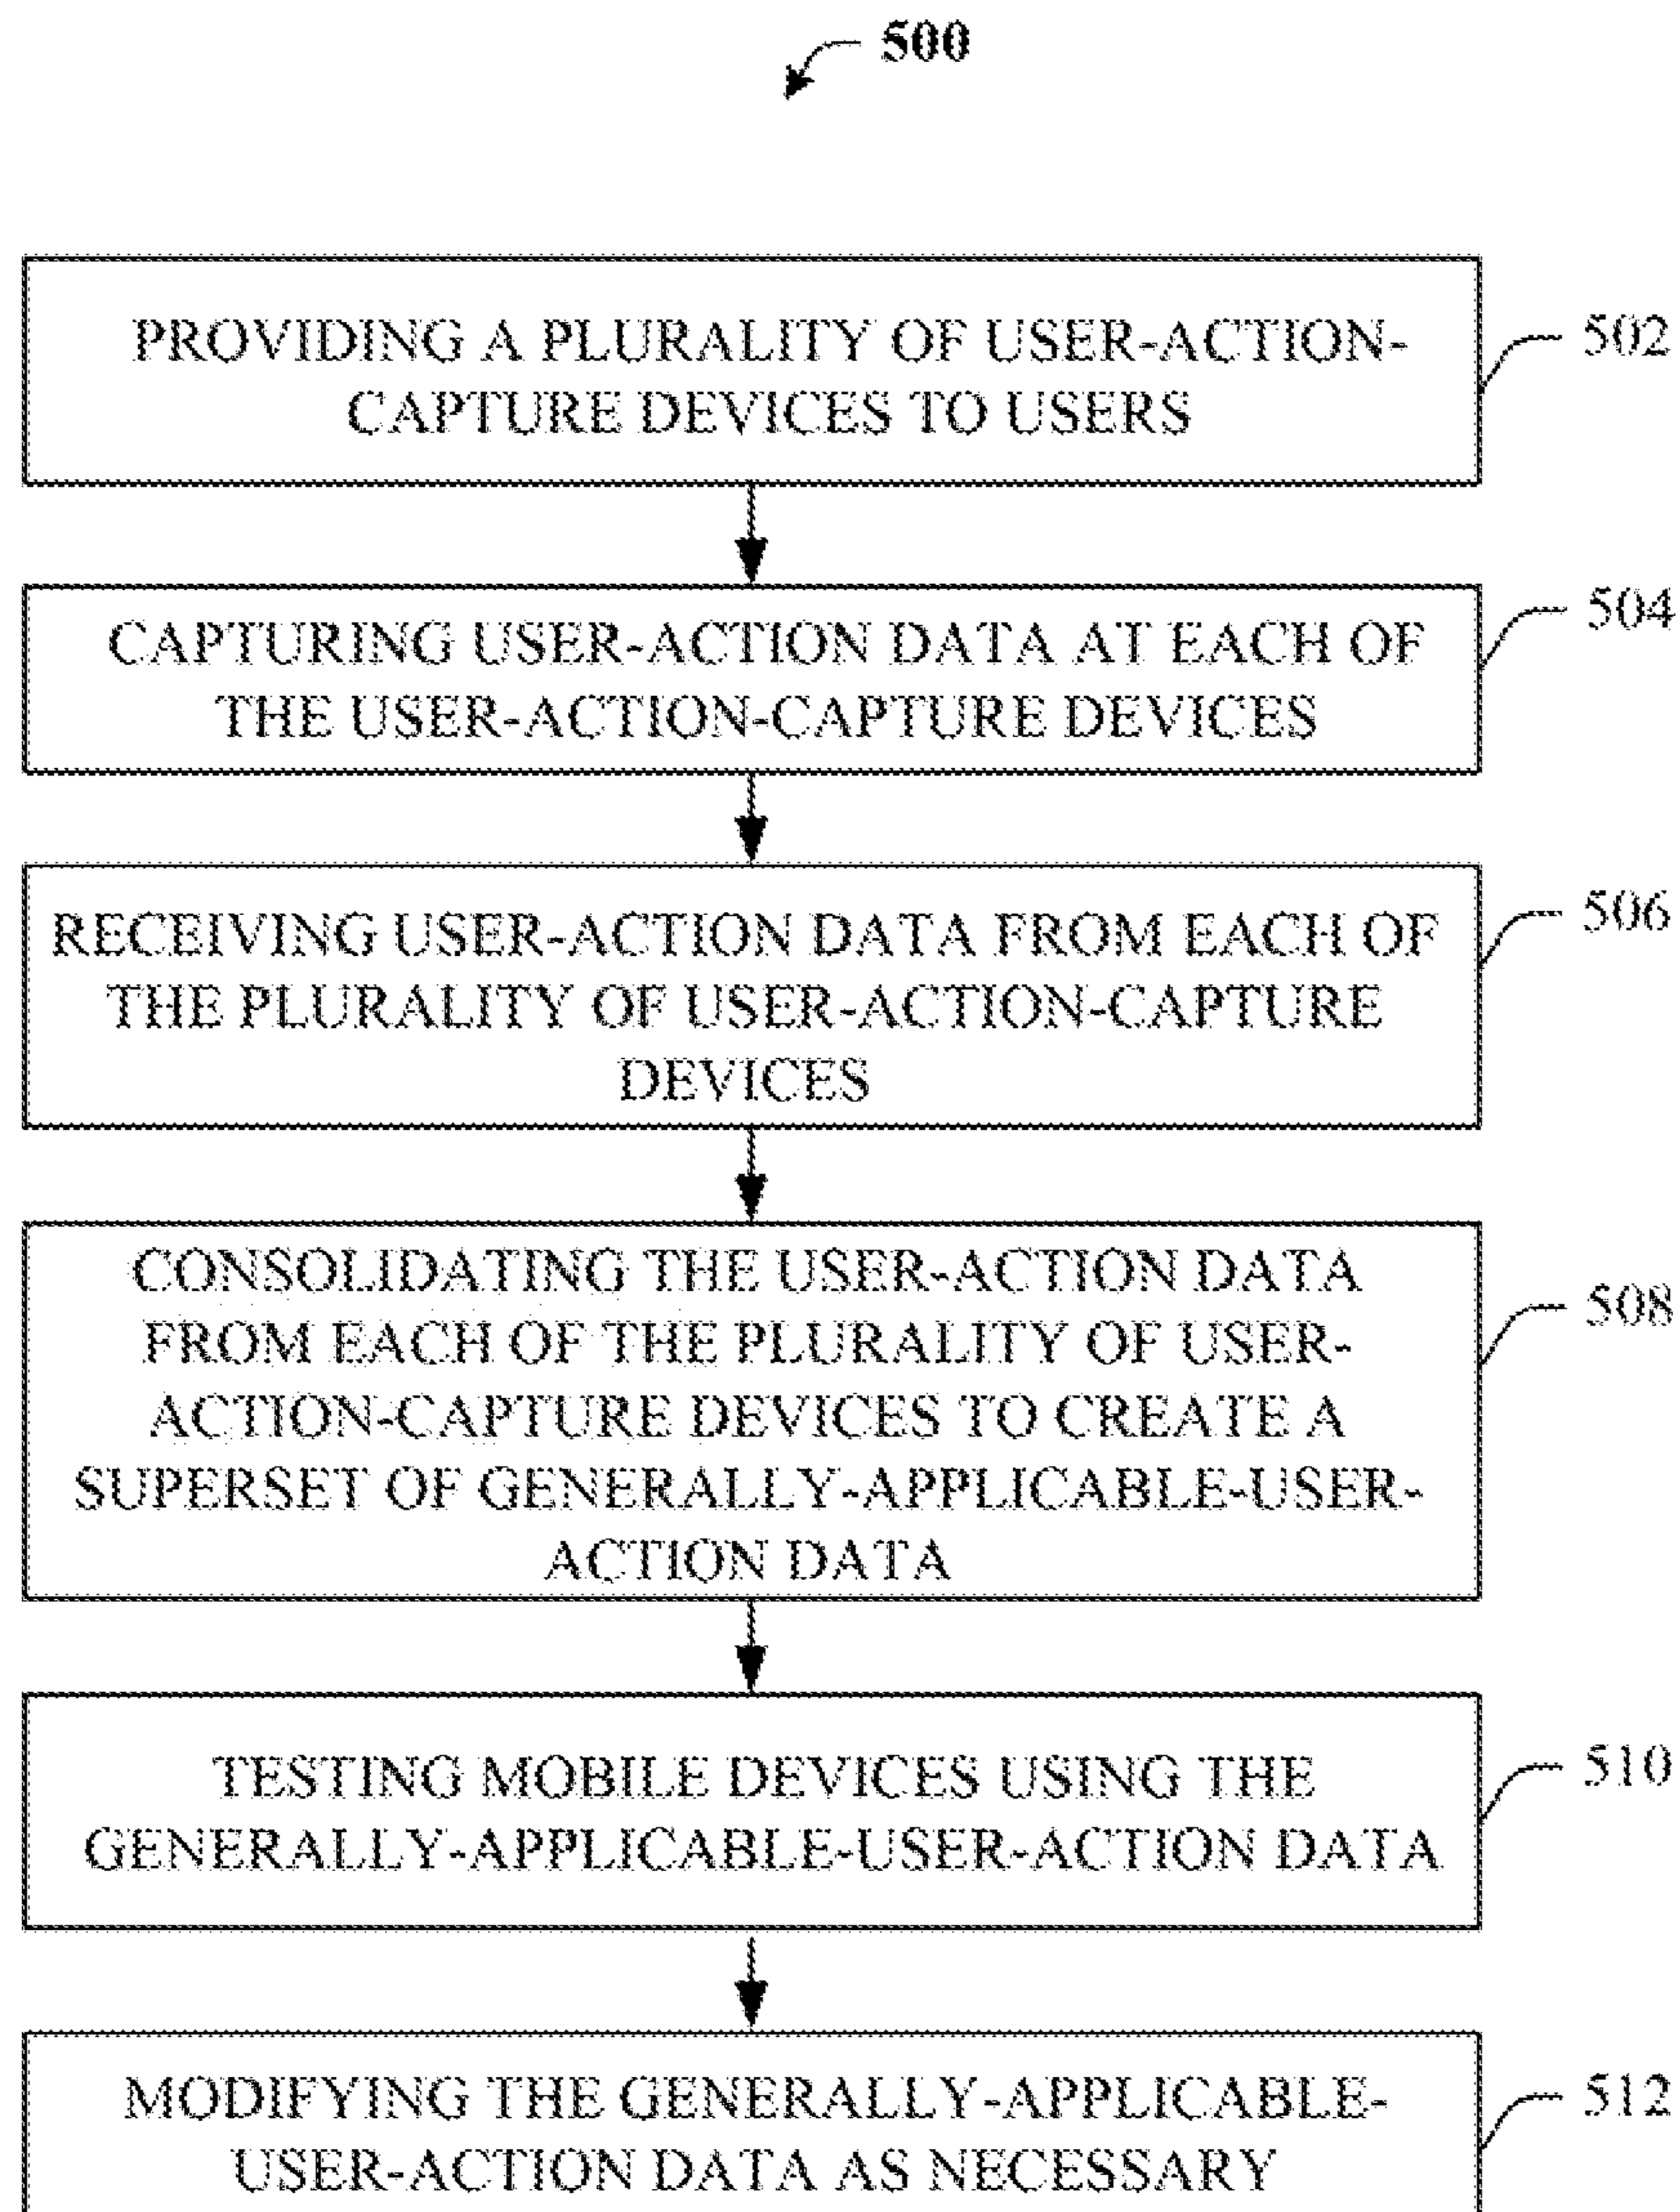 500
PROVIDING A PLURALITY OF USER-ACTION-
CAPTURE DEVICES TO USERS
502
CAPTURING USER-ACTION DATA AT EACH OF
THE USER-ACTION-CAPTURE DEVICES
504
RECEIVING USER-ACTION DATA FROM EACH OF
THE PLURALITY OF USER-ACTION-CAPTURE
DEVICES
506
CONSOLIDATING THE USER-ACTION DATA
FROM EACH OF THE PLURALITY OF USER-
ACTION-CAPTURE DEVICES TO CREATE A
SUPERSET OF GENERALLY-APPLICABLE-USER-
ACTION DATA
508
TESTING MOBILE DEVICES USING THE
GENERALLY-APPLICABLE-USER-ACTION DATA
510
MODIFYING THE GENERALLY-APPLICABLE-
USER-ACTION DATA AS NECESSARY
512